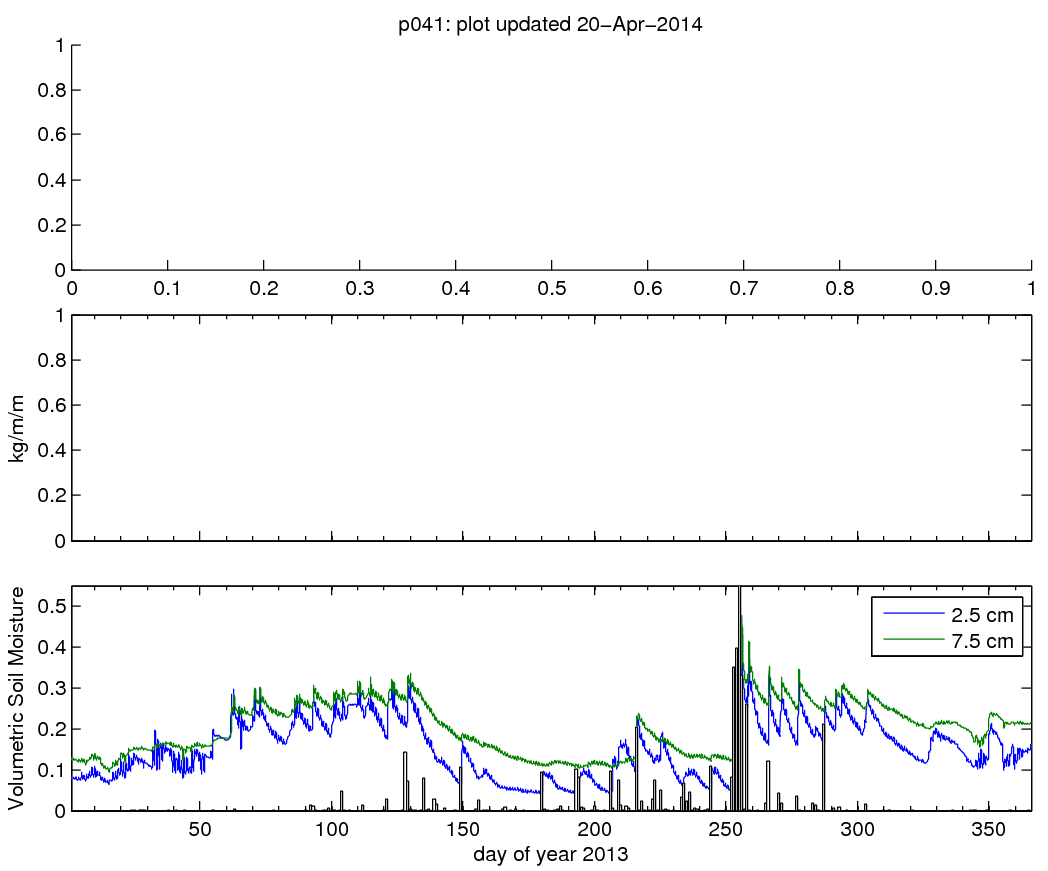 p041: plot updated 20−Apr−2014
1
0.8
0.6
0.4
0.2
0
0 0.1 0.2 0.3 0.4 0.5 0.6 0.7 0.8 0.9 1
1
0.8
0.6
0.4
0.2
0
kg/m/m
0.5
0.4
0.3
0.2
0.1
0
Volumetric Soil Moisture
2.5 cm
7.5 cm
50 100 150 200 250 300 350
day of year 2013